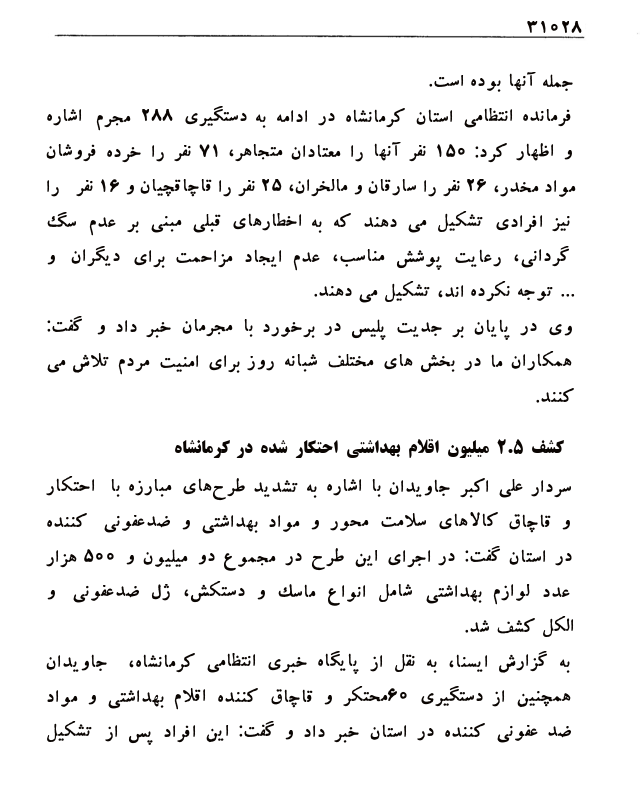 ۳۱۰۲۸
جمله آنها بوده است.
فرمانده انتظامی استان کرمانشاه در ادامه به دستگیری ۲۸۸ مجرم اشاره
و اظهار کرد: ۱۵۰ نفر آنها را معتادان متجاهر، ۷۱ نفر را خرده فروشان
مواد مخدر، ۲۶ نفر را سارقان و مالخران، ۲۵ نفر را قاچاقچیان و ۱۶ نفر را
نیز افرادی تشکیل می دهند که به اخطارهای قبلی مبنی بر عدم سگ
گردانی، رعایت پوشش مناسب، عدم ایجاد مزاحمت برای دیگران و
... توجه نکرده اند، تشکیل می دهند.
وی در پایان بر جدیت پلیس در برخورد با مجرمان خبر داد و گفت:
همکاران ما در بخش های مختلف شبانه روز برای امنیت مردم تلاش می
کنند.
کشف ۲.۵ میلیون اقلام بهداشتی احتکار شده در کرمانشاه
سردار علی اکبر جاویدان با اشاره به تشدید طرح‌های مبارزه با احتکار
و قاچاق کالاهای سلامت محور و مواد بهداشتی و ضدعفونی کننده
در استان گفت: در اجرای این طرح در مجموع دو میلیون و ۵۰۰ هزار
عدد لوازم بهداشتی شامل انواع ماسک و دستکش، ژل ضدعفونی و
الکل کشف شد.
به گزارش ایسنا، به نقل از پایگاه خبری انتظامی کرمانشاه، جاویدان
همچنین از دستگیری ۶۰محتکر و قاچاق کننده اقلام بهداشتی و مواد
ضد عفونی کننده در استان خبر داد و گفت: این افراد پس از تشکیل